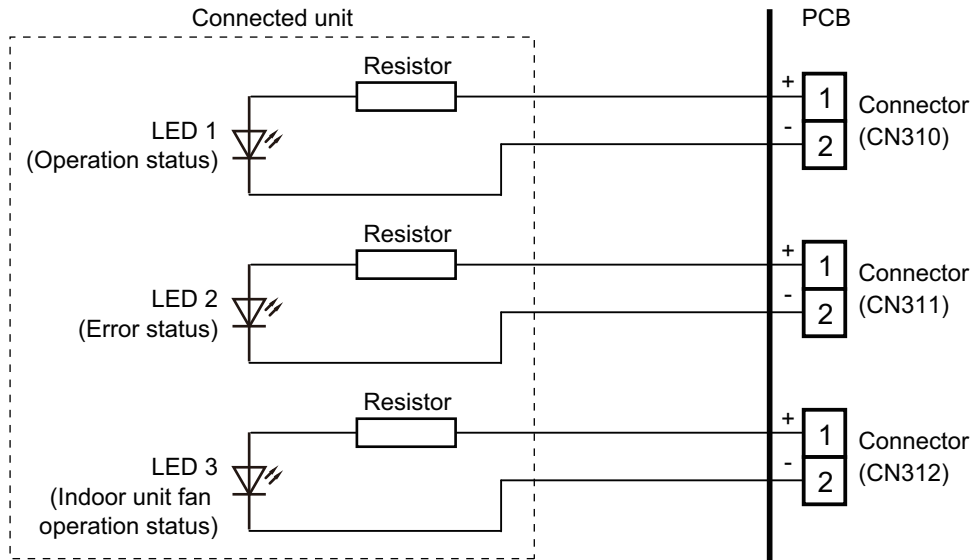 Connected unit
PCB
Resistor
LED 1
(Operation status)
+
-
1
2
Connector
(CN310)
Resistor
LED 2
(Error status)
+
-
1
2
Connector
(CN311)
Resistor
LED 3
(Indoor unit fan
operation status)
+
-
1
2
Connector
(CN312)